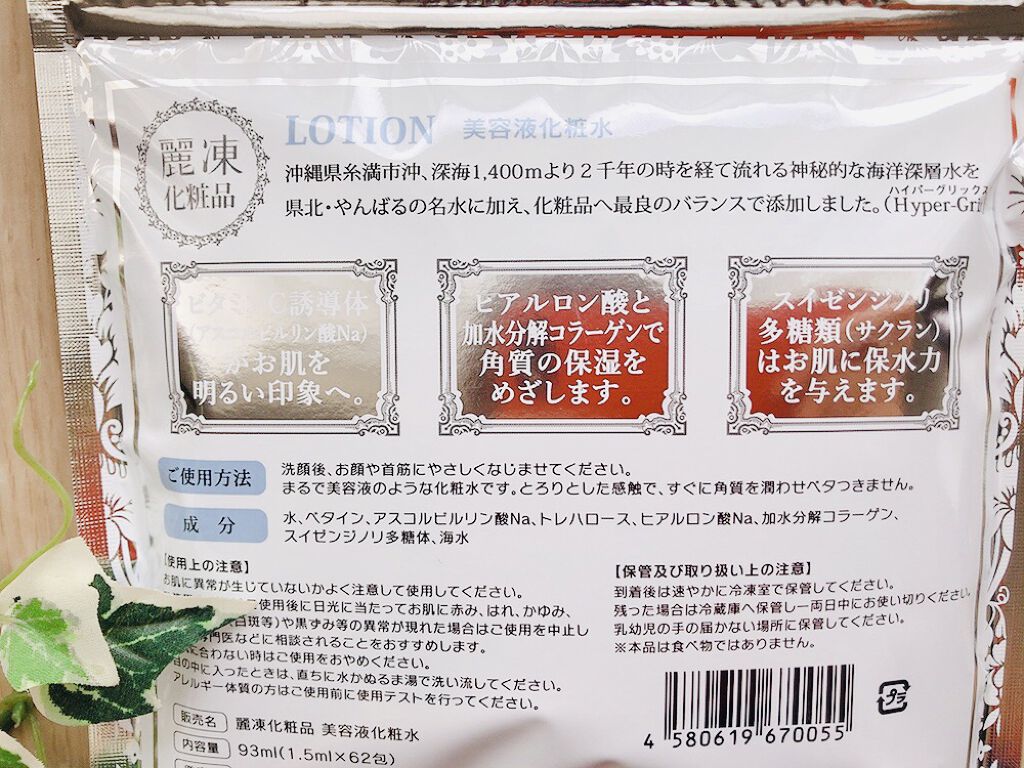 麗凍
化粧品
LOTION 美容液化粧水
沖縄県糸満市沖、深海1,400mより2千年の時を経て流れる神秘的な海洋深層水を
県北・やんばるの名水に加え、化粧品へ最良のバランスで添加しました。(Hyper-Gri
ハイパーグリックス
ビタミンC誘導体
(アスコルビルリン酸Na)
がお肌を
明るい印象へ。
ヒアルロン酸と
加水分解コラーゲンで
角質の保湿を
めざします。
スイゼンジノリ
多糖類(サクラン)
はお肌に保水力
を与えます。
ご使用方法
洗顔後、お顔や首筋にやさしくなじませてください。
まるで美容液のような化粧水です。とろりとした感触で、すぐに角質を潤わせベタつきません。
成 分
水、ベタイン、アスコルビルリン酸Na、トレハロース、ヒアルロン酸Na、加水分解コラーゲン、
スイゼンジノリ多糖体、海水
【使用上の注意】
お肌に異常が生じていないかよく注意して使用してください。
使用後に日光に当たってお肌に赤み、はれ、かゆみ、
白斑等)や黒ずみ等の異常が現れた場合はご使用を中止し
専門医などに相談されることをおすすめします。
に合わない時はご使用をおやめください。
目の中に入ったときは、直ちに水かぬるま湯で洗い流してください。
アレルギー体質の方はご使用前に使用テストを行ってください。
【保管及び取り扱い上の注意】
到着後は速やかに冷凍室で保管してください。
残った場合は冷蔵庫へ保管し一両日中にお使い切りください。
乳幼児の手の届かない場所に保管してください。
※本品は食べ物ではありません。
販売名 麗凍化粧品 美容液化粧水
内容量 93ml(1.5ml×62包)
4 580619 670055
プラ